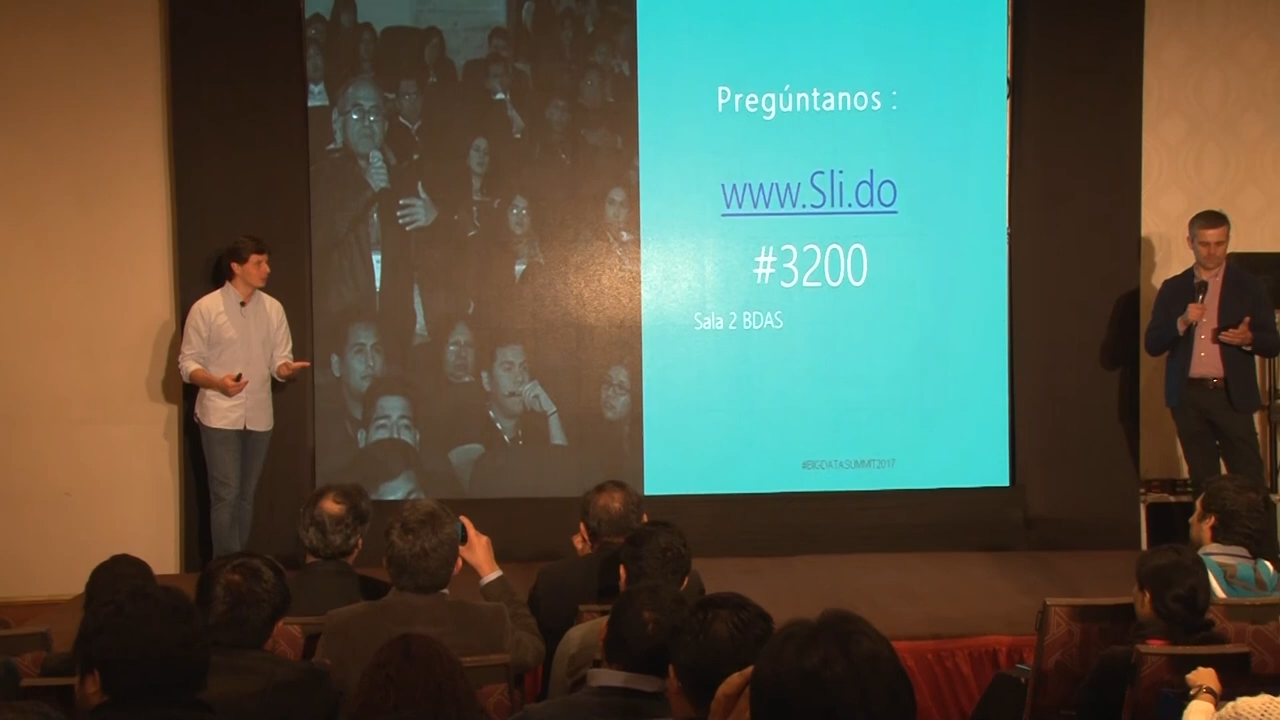 Pregúntanos :
www.Sli.do
#3200
Sala 2 BDAS
#BIGDATASUMMIT2017